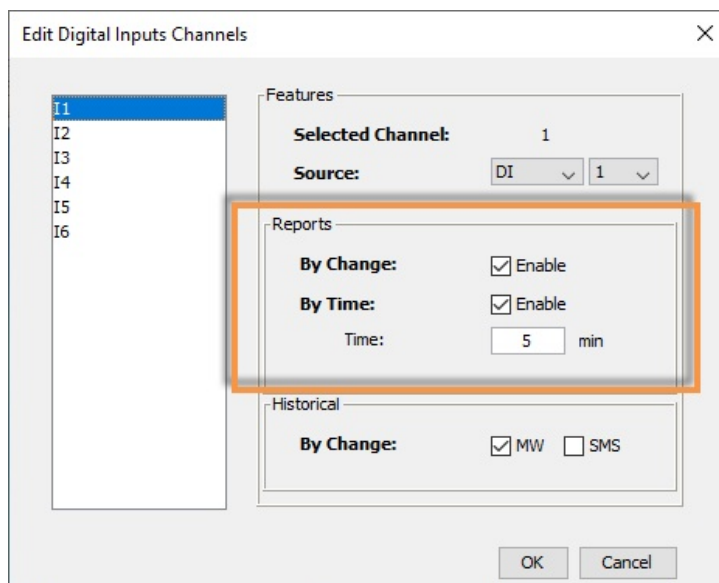 Edit Digital Inputs Channels
I1
I2
I3
I4
I5
I6
Features
Selected Channel: 1
Source: DI 1
Reports
By Change: Enable
By Time: Enable
Time: 5 min
Historical
By Change: MW SMS
OK Cancel